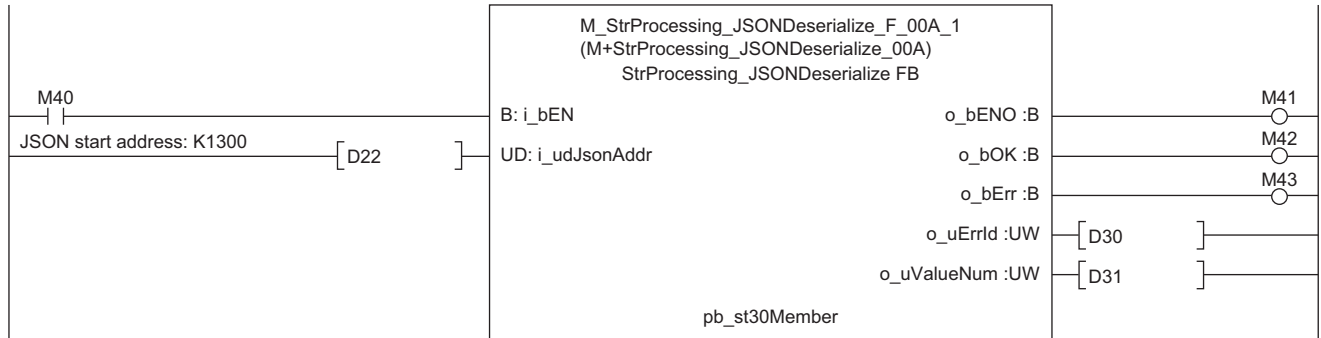 M_StrProcessing_JSONDeserialize_F_00A_1
(M+StrProcessing_JSONDeserialize_00A)
StrProcessing_JSONDeserialize FB
M40
B: i_bEN
o_bENO :B
M41
JSON start address: K1300
D22
UD: i_udJsonAddr
o_bOK :B
M42
o_bErr :B
M43
o_uErrId :UW
D30
o_uValueNum :UW
D31
pb_st30Member